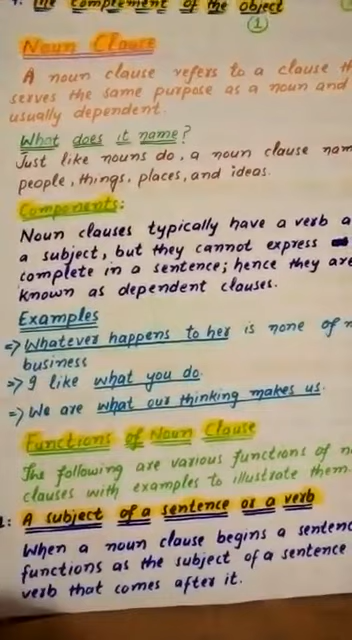 4. The complement of the object
1
Noun Clause
A noun clause refers to a clause
serves the same purpose as a noun and
usually dependent.
What does it name?
Just like nouns do, a noun clause
people, things, places, and ideas.
Components:
Noun clauses typically have a verb a
a subject, but they cannot express
complete in a sentence; hence they are
known as dependent clauses.
Examples
=> Whatever happens to her is none of
business
=> I like what you do.
=> We are what our thinking makes us.
Functions of Noun Clause
The following are various functions of
clauses with examples to illustrate them.
1: A subject of a sentence or a verb
When a noun clause begins a
functions as the subject of a sentence
verb that comes after it.